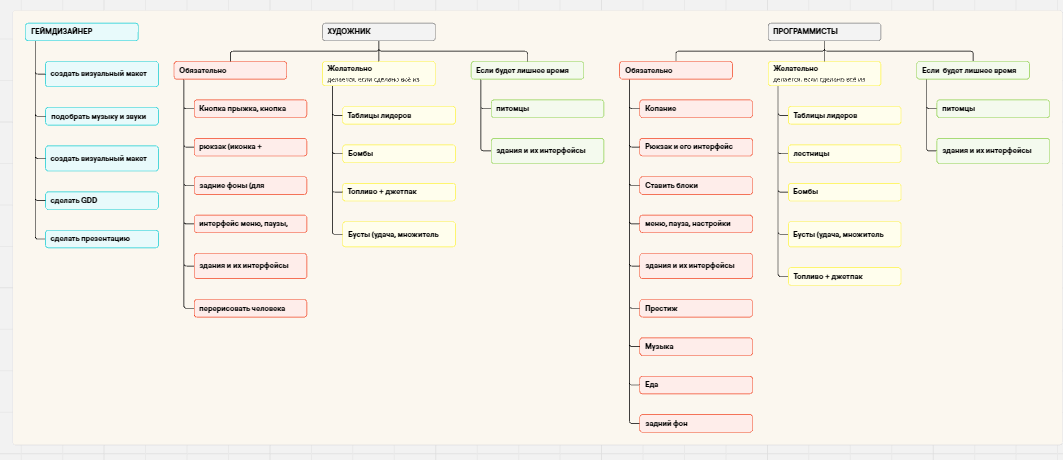 ГЕЙМДИЗАЙНЕР
создать визуальный макет
подобрать музыку и звуки
создать визуальный макет
сделать GDD
сделать презентацию
ХУДОЖНИК
Обязательно
Кнопка прыжка, кнопка
рюкзак (иконка +
задние фоны (для
интерфейс меню, паузы,
здания и их интерфейсы
перерисовать человека
Желательно
делается, если сделано всё из
Таблицы лидеров
Бомбы
Топливо + джетпак
Бусты (удача, множитель
Если будет лишнее время
питомцы
здания и их интерфейсы
ПРОГРАММИСТЫ
Обязательно
Копание
Рюкзак и его интерфейс
Ставить блоки
меню, пауза, настройки
здания и их интерфейсы
Престиж
Музыка
Еда
задний фон
Желательно
делается, если сделано всё из
Таблицы лидеров
лестницы
Бомбы
Бусты (удача, множитель
Топливо + джетпак
Если будет лишнее время
питомцы
здания и их интерфейсы